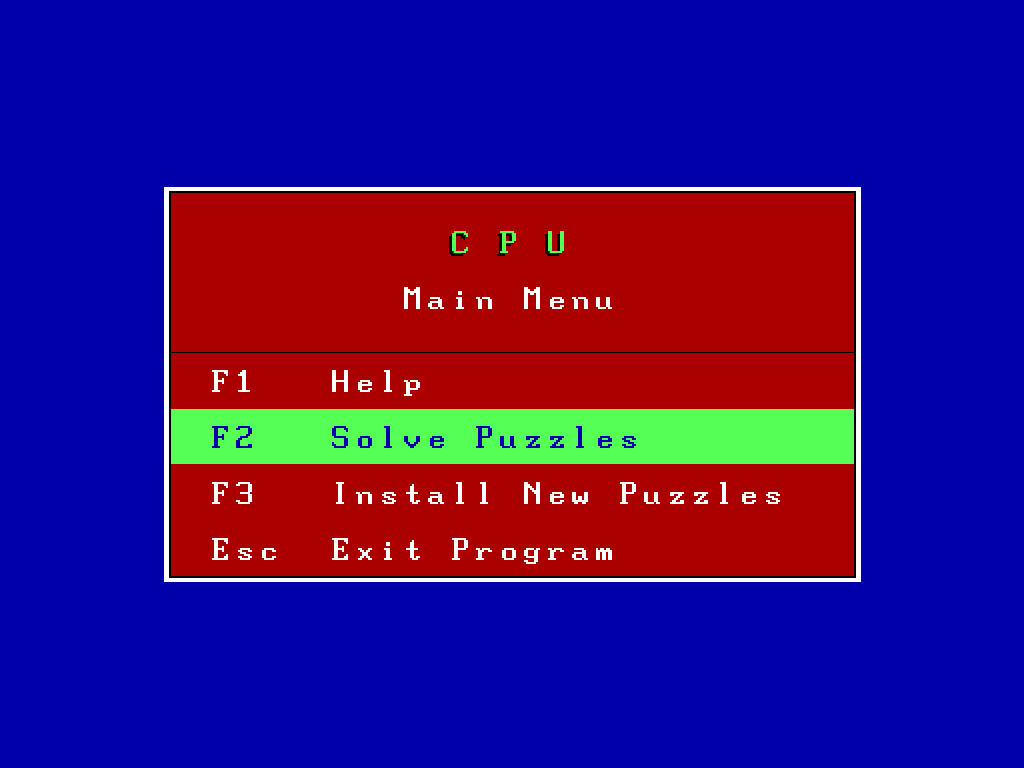 C P U
Main Menu
F1 Help
F2 Solve Puzzles
F3 Install New Puzzles
Esc Exit Program